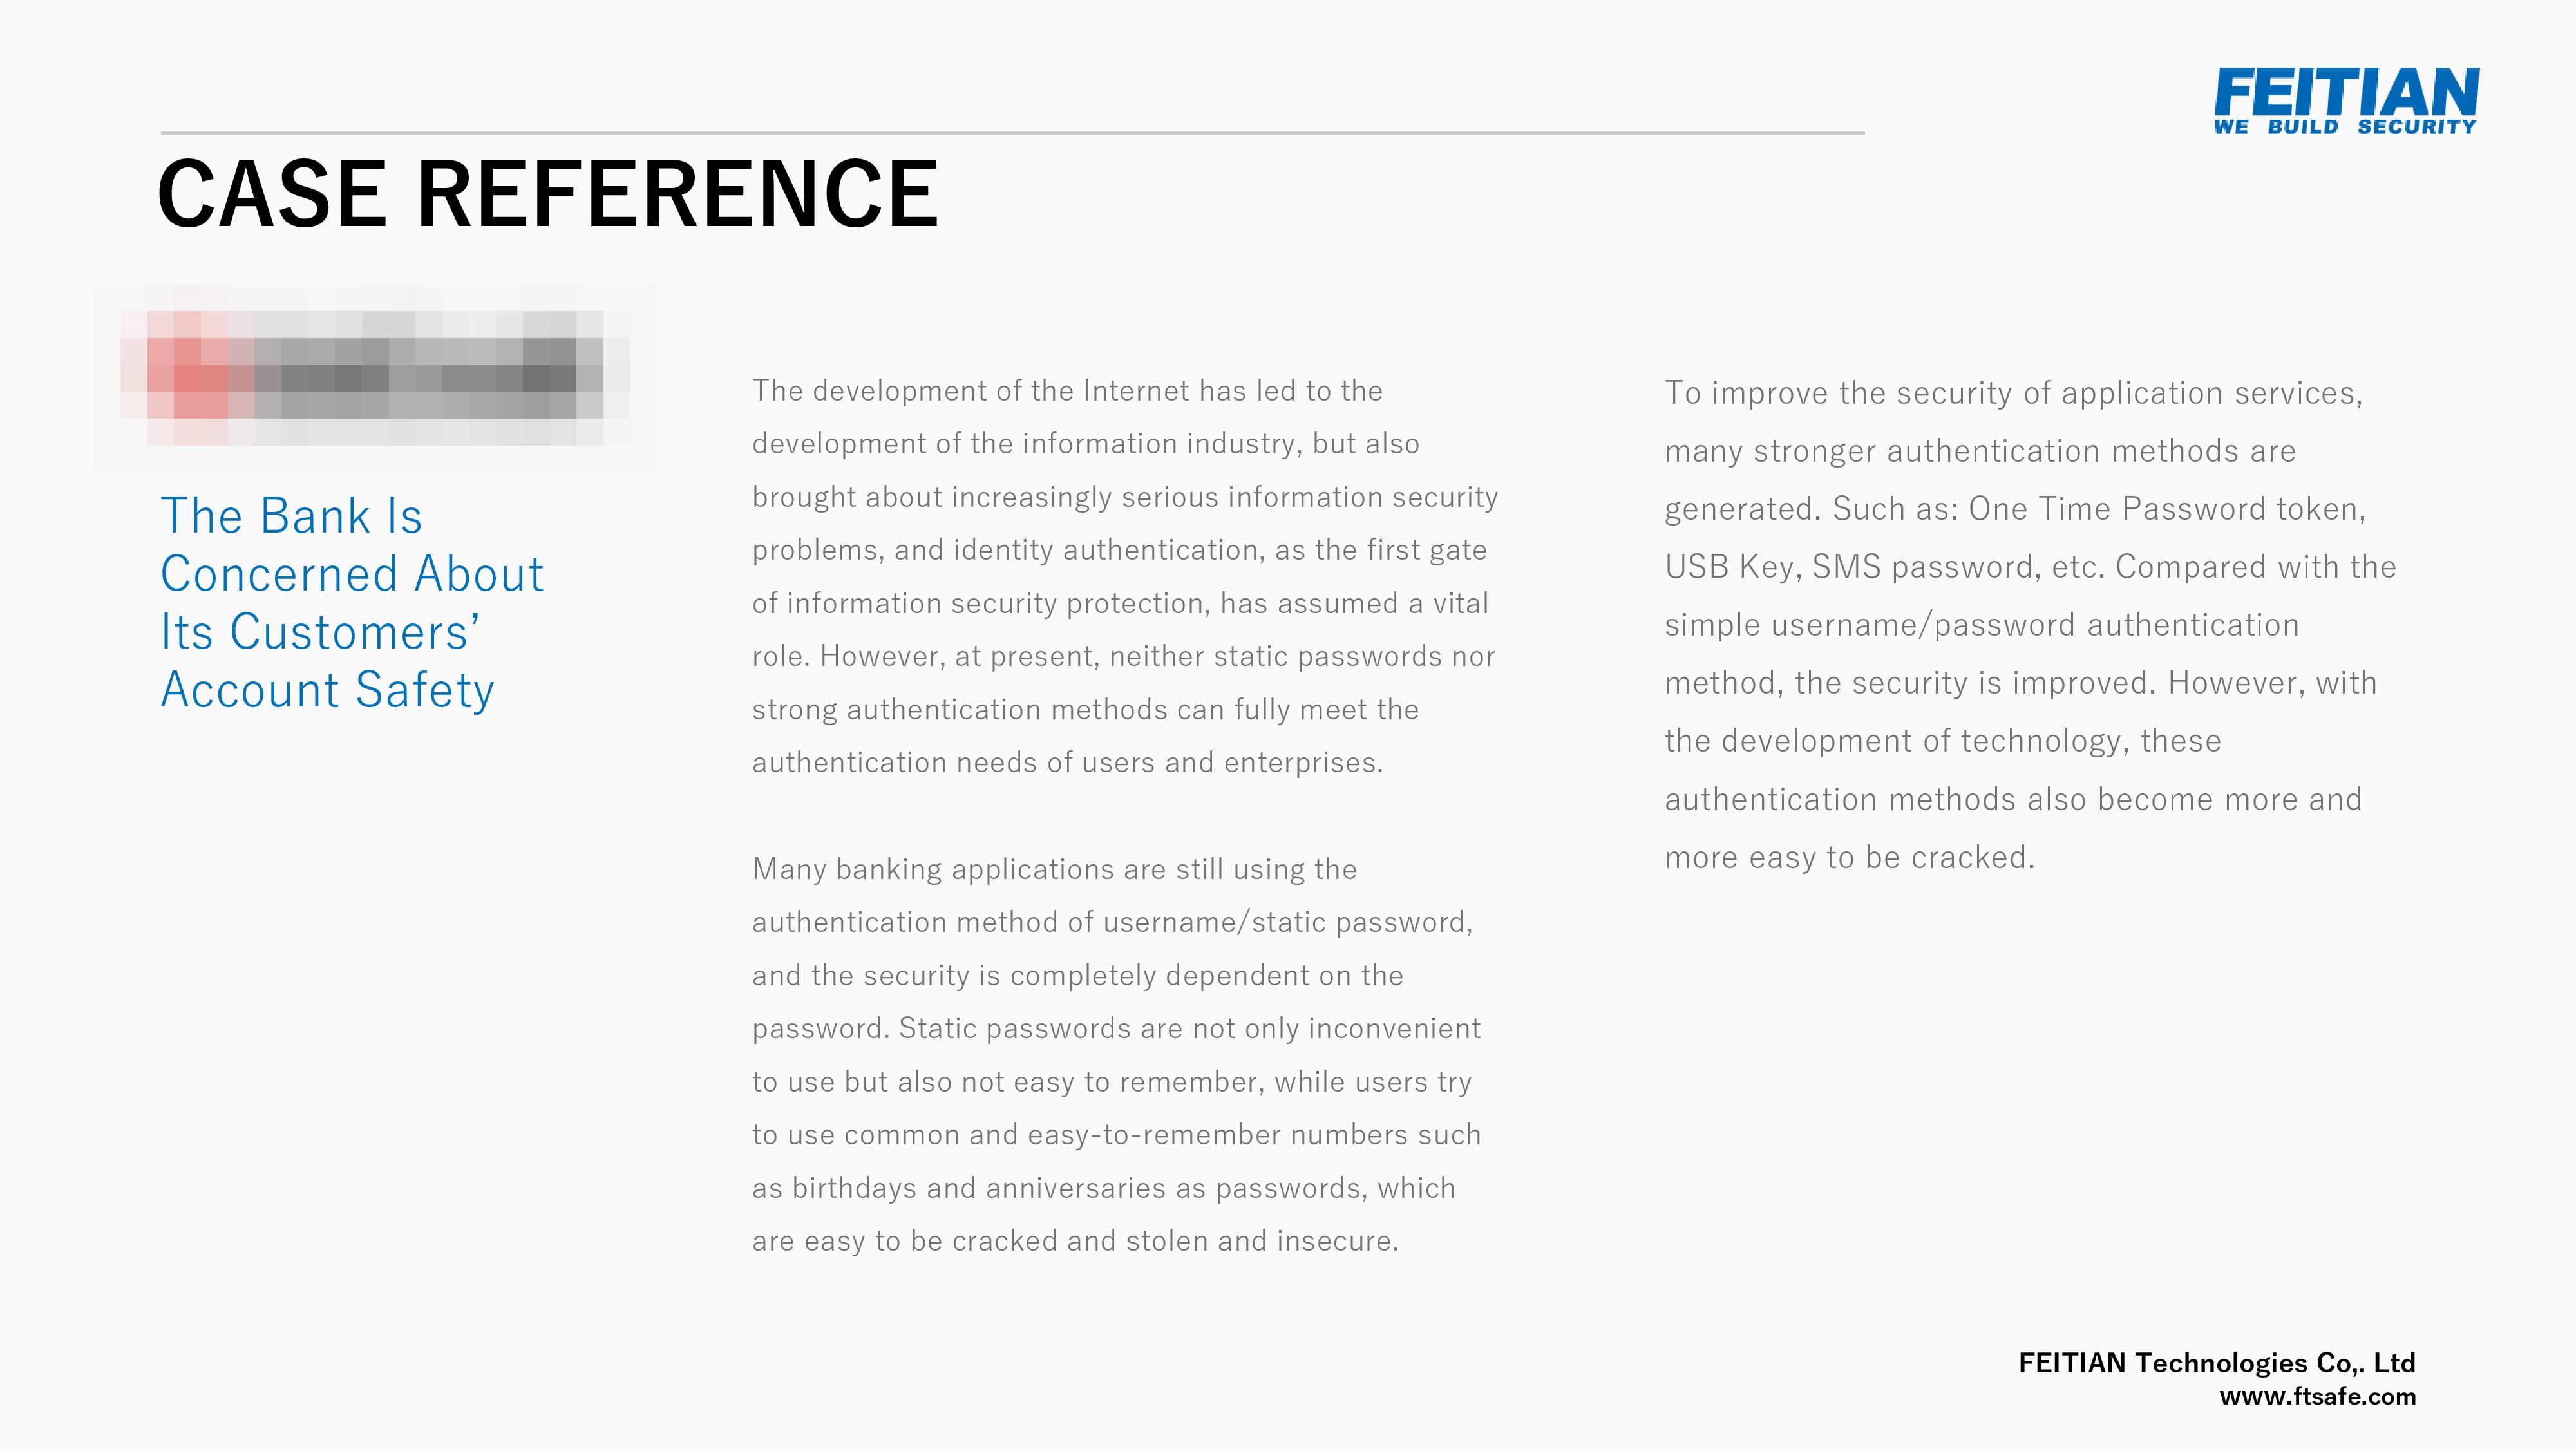 FEITIAN
WE BUILD SECURITY
CASE REFERENCE
The Bank Is
Concerned About
Its Customers’
Account Safety
The development of the Internet has led to the
development of the information industry, but also
brought about increasingly serious information security
problems, and identity authentication, as the first gate
of information security protection, has assumed a vital
role. However, at present, neither static passwords nor
strong authentication methods can fully meet the
authentication needs of users and enterprises.
Many banking applications are still using the
authentication method of username/static password,
and the security is completely dependent on the
password. Static passwords are not only inconvenient
to use but also not easy to remember, while users try
to use common and easy-to-remember numbers such
as birthdays and anniversaries as passwords, which
are easy to be cracked and stolen and insecure.
To improve the security of application services,
many stronger authentication methods are
generated. Such as: One Time Password token,
USB Key, SMS password, etc. Compared with the
simple username/password authentication
method, the security is improved. However, with
the development of technology, these
authentication methods also become more and
more easy to be cracked.
FEITIAN Technologies Co,. Ltd
www.ftsafe.com